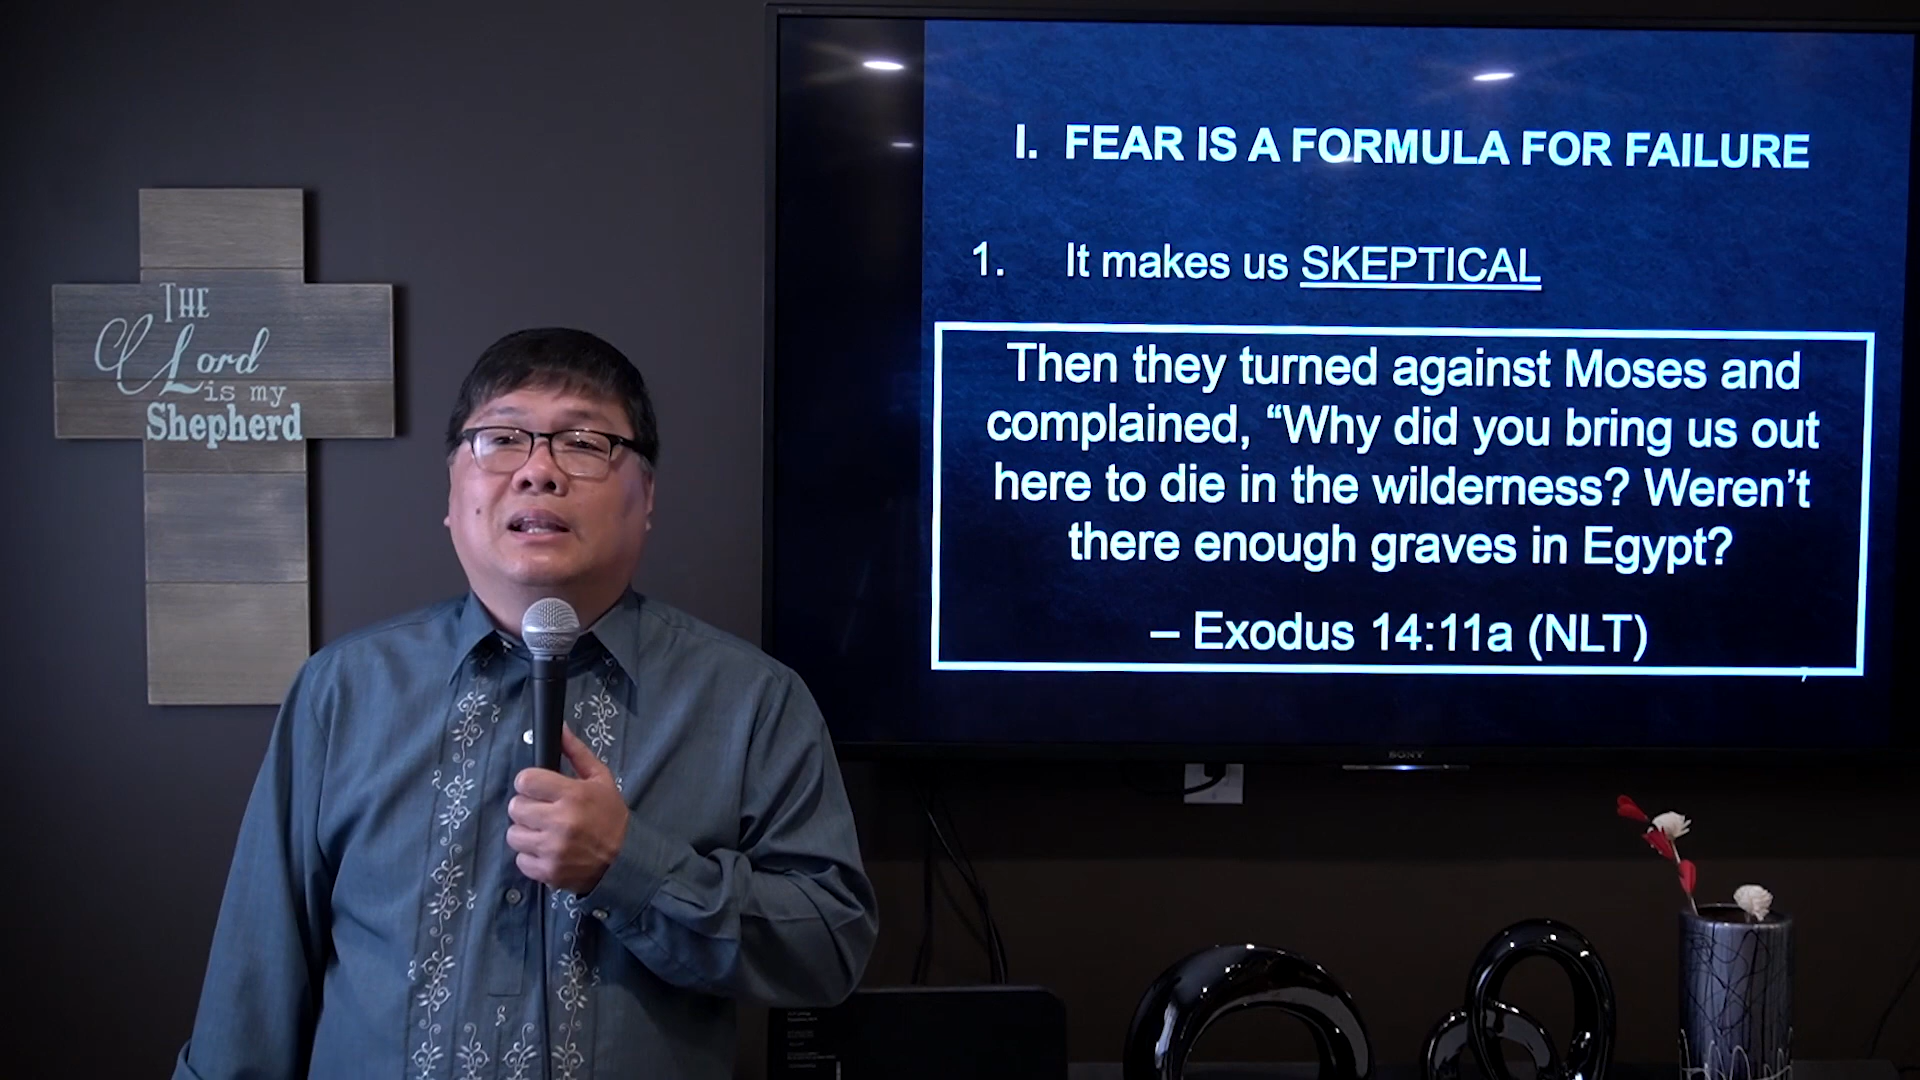 THE
Lord
is my
Shepherd
I. FEAR IS A FORMULA FOR FAILURE
1. It makes us SKEPTICAL
Then they turned against Moses and
complained, “Why did you bring us out
here to die in the wilderness? Weren’t
there enough graves in Egypt?
– Exodus 14:11a (NLT)
SONY